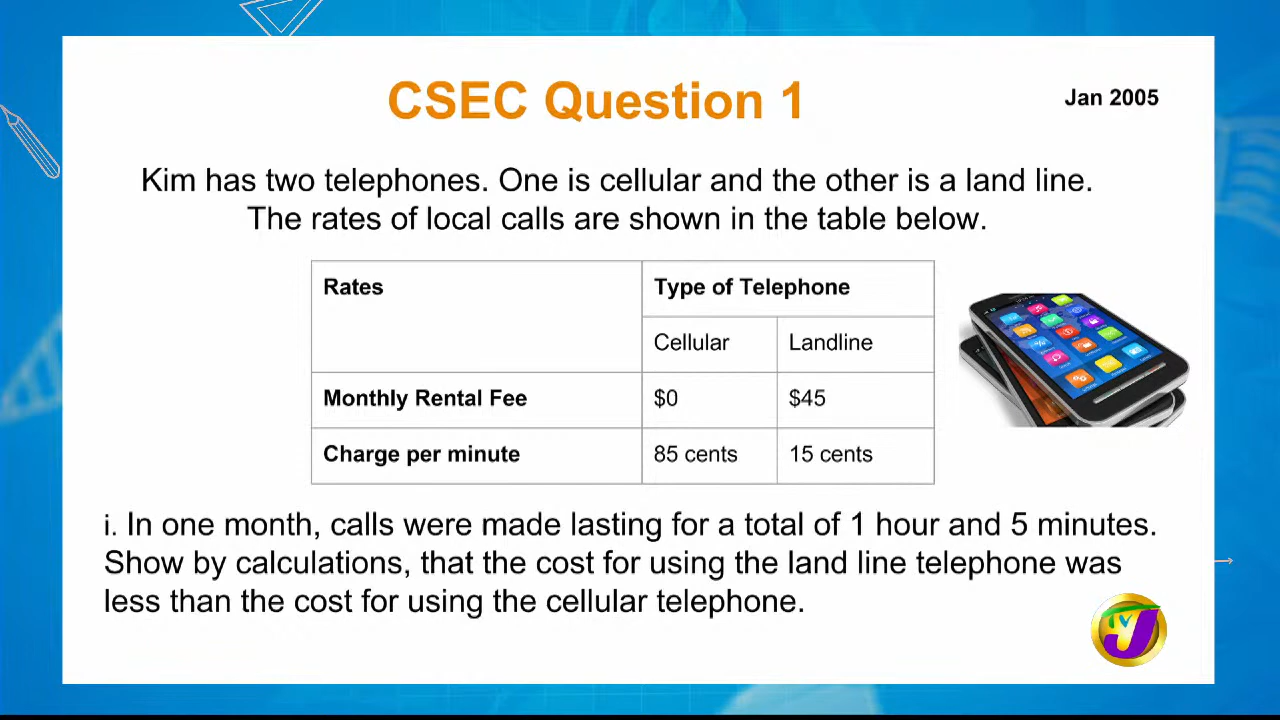 CSEC Question 1
Jan 2005
Kim has two telephones. One is cellular and the other is a land line.
The rates of local calls are shown in the table below.
Rates
Type of Telephone
Cellular
Landline
Monthly Rental Fee
$0
$45
Charge per minute
85 cents
15 cents
i. In one month, calls were made lasting for a total of 1 hour and 5 minutes.
Show by calculations, that the cost for using the land line telephone was
less than the cost for using the cellular telephone.
TVJ